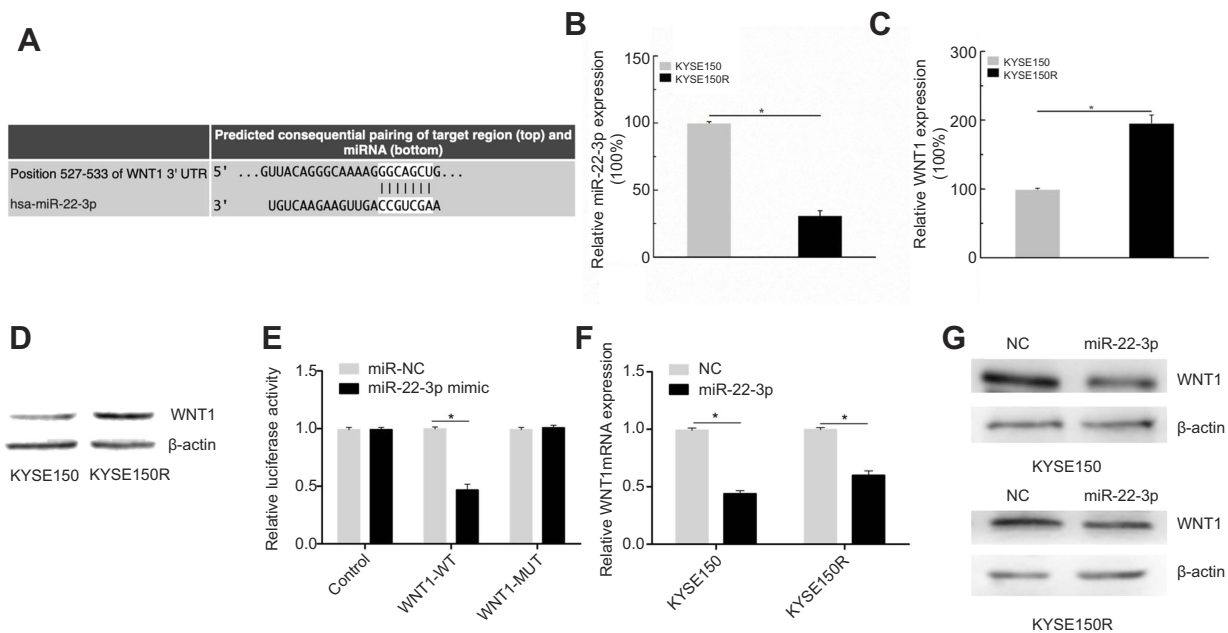 A
Predicted consequential pairing of target region (top) and
miRNA (bottom)
Position 527-533 of WNT1 3' UTR 5' ...GUUACAGGGCAAAAGGGCAGCUG...
hsa-miR-22-3p 3' UGUCAAGAAGUUGACCGUCGAA
B
Relative miR-22-3p expression
(100%)
150
100
50
0
KYSE150
KYSE150R
*
C
Relative WNT1 expression
(100%)
300
200
100
0
KYSE150
KYSE150R
*
D
WNT1
β-actin
KYSE150 KYSE150R
E
Relative luciferase activity
1.5
1.0
0.5
0.0
miR-NC
miR-22-3p mimic
*
Control
WNT1-WT
WNT1-MUT
F
Relative WNT1mRNA expression
1.5
1.0
0.5
0.0
NC
miR-22-3p
*
*
KYSE150
KYSE150R
G
NC miR-22-3p
WNT1
β-actin
KYSE150
NC miR-22-3p
WNT1
β-actin
KYSE150R